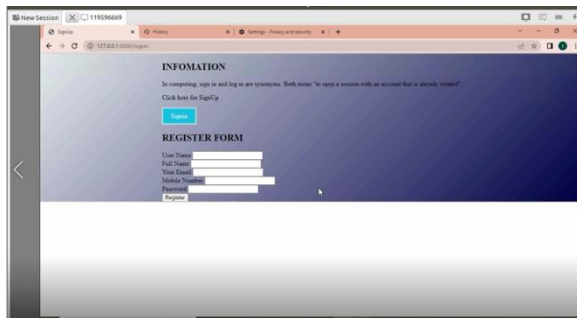 New Session 119596669
SignUp History Settings - Privacy and security
127.0.0.1:5000/logon
INFOMATION
In computing, sign in and log in are synonyms. Both mean "to open a session with an account that is already created"
Click here for SignUp
Signin
REGISTER FORM
User Name
Full Name
Your Email
Mobile Number
Password
Register